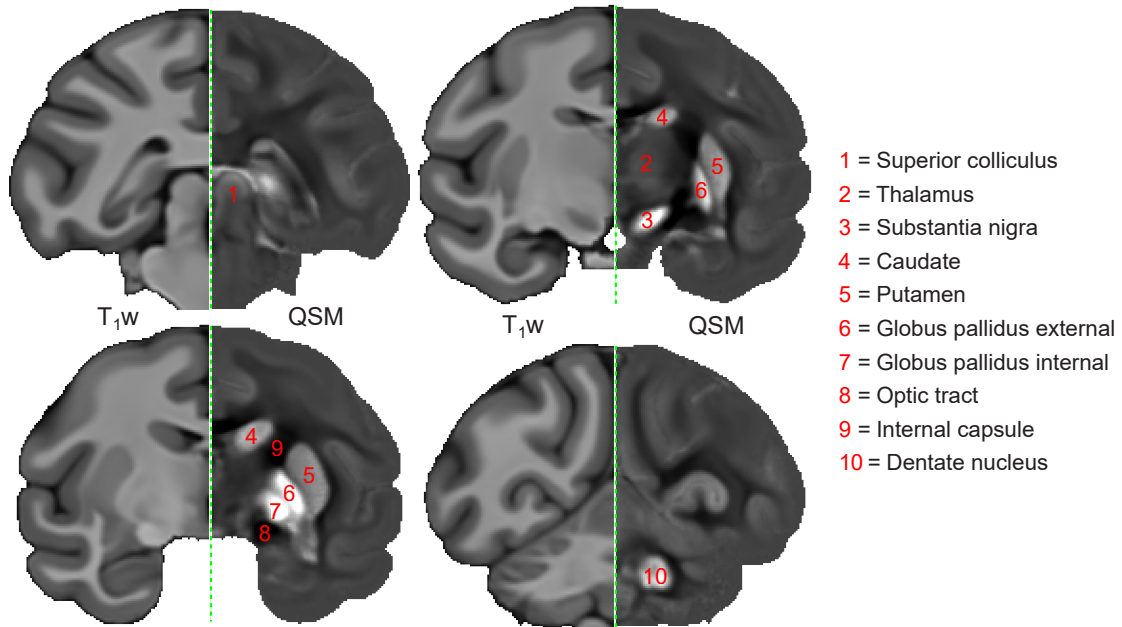 1
4
2
5
6
3
T₁w QSM
T₁w QSM
4
9
5
6
7
8
10
1 = Superior colliculus
2 = Thalamus
3 = Substantia nigra
4 = Caudate
5 = Putamen
6 = Globus pallidus external
7 = Globus pallidus internal
8 = Optic tract
9 = Internal capsule
10 = Dentate nucleus